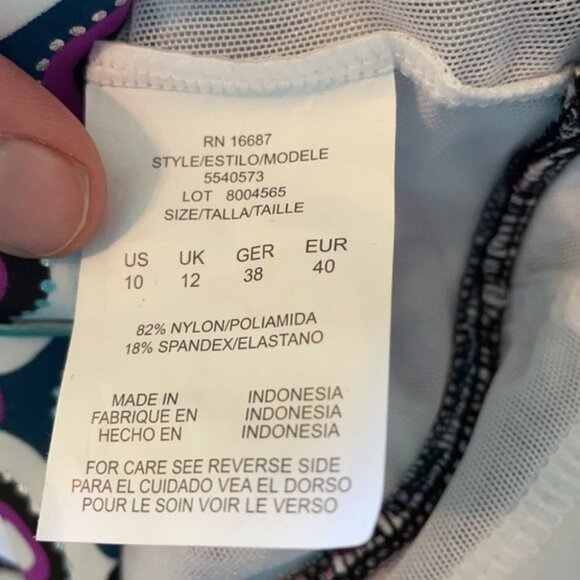 RN 16687
STYLE/ESTILO/MODELE
5540573
LOT 8004565
SIZE/TALLA/TAILLE
US UK GER EUR
10 12 38 40
82% NYLON/POLIAMIDA
18% SPANDEX/ELASTANO
MADE IN INDONESIA
FABRIQUE EN INDONESIA
HECHO EN INDONESIA
FOR CARE SEE REVERSE SIDE
PARA EL CUIDADO VEA EL DORSO
POUR LE SOIN VOIR LE VERSO